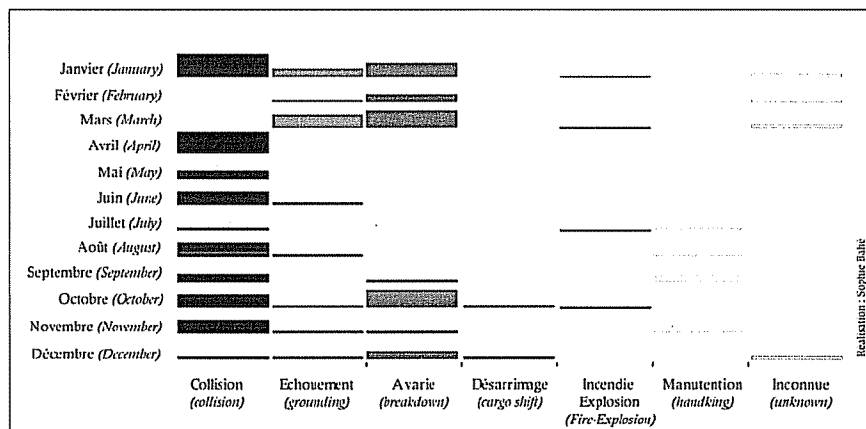 Janvier (January)
Février (February)
Mars (March)
Avril (April)
Mai (May)
Juin (June)
Juillet (July)
Août (August)
Septembre (September)
Octobre (October)
Novembre (November)
Décembre (December)
Collision
(collision)
Echouement
(grounding)
Avarie
(breakdown)
Désarrimage
(cargo shift)
Incendie
Explosion
(Fire-Explosion)
Manutention
(handking)
Inconnue
(unknown)
Réalisation : Sophie Bahé